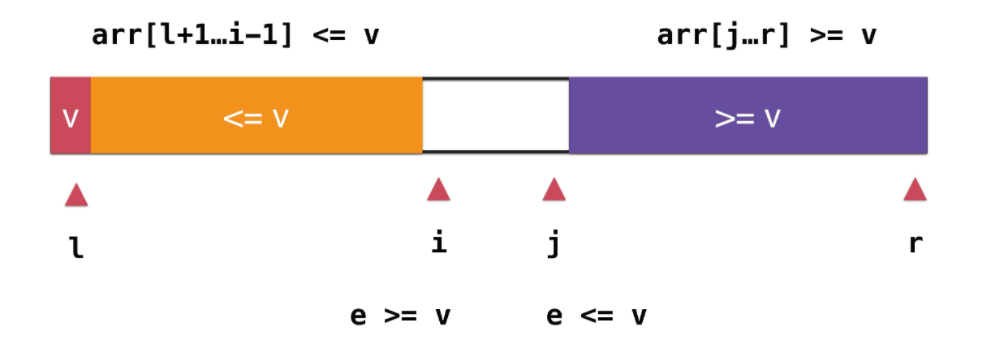 arr[l+1…i-1] <= v arr[j…r] >= v
v <= v >= v
l i j r
e >= v e <= v